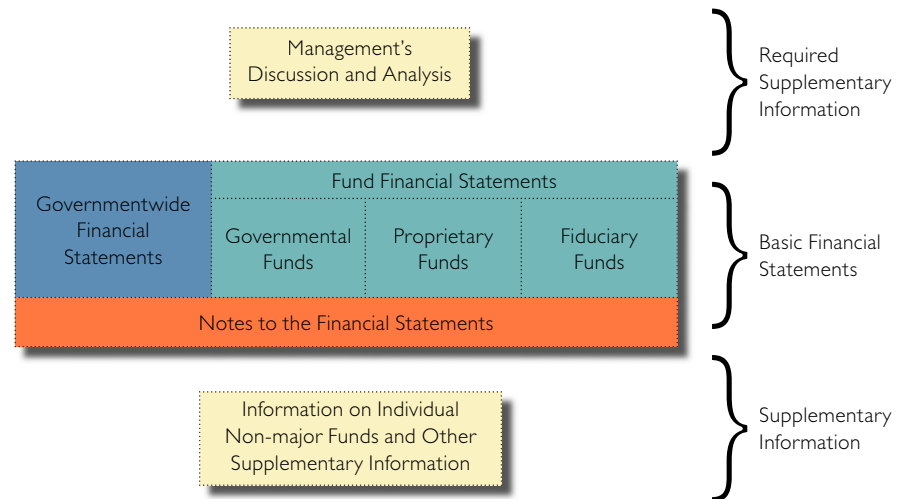 Management's
Discussion and Analysis
Required
Supplementary
Information
Governmentwide
Financial
Statements
Fund Financial Statements
Governmental
Funds
Proprietary
Funds
Fiduciary
Funds
Notes to the Financial Statements
Basic Financial
Statements
Information on Individual
Non-major Funds and Other
Supplementary Information
Supplementary
Information